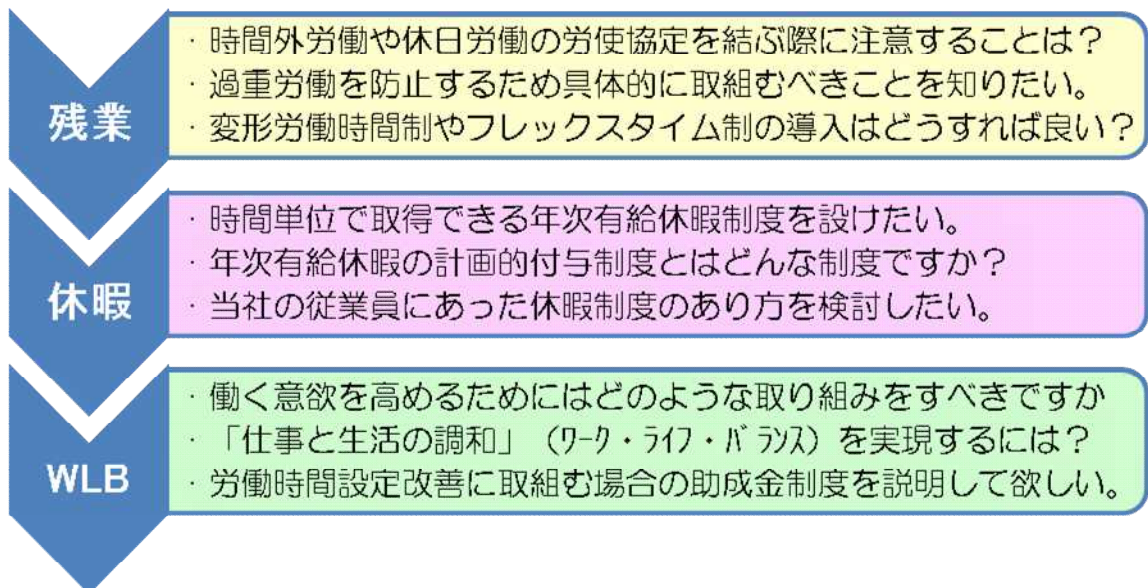 残業
・時間外労働や休日労働の労使協定を結ぶ際に注意することは？
・過重労働を防止するため具体的に取組むべきことを知りたい。
・変形労働時間制やフレックスタイム制の導入はどうすれば良い？
休暇
・時間単位で取得できる年次有給休暇制度を設けたい。
・年次有給休暇の計画的付与制度とはどんな制度ですか？
・当社の従業員にあった休暇制度のあり方を検討したい。
WLB
・働く意欲を高めるためにはどのような取り組みをすべきですか
・「仕事と生活の調和」（ﾜｰｸ・ﾗｲﾌ・ﾊﾞﾗﾝｽ）を実現するには？
・労働時間設定改善に取組む場合の助成金制度を説明して欲しい。